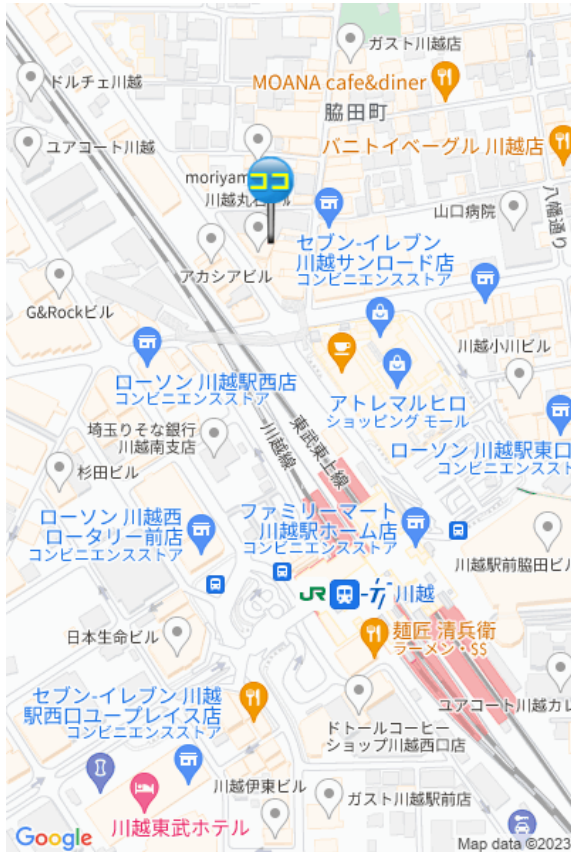 ガスト川越店
ドルチェ川越
MOANA cafe&diner
脇田町
ユアコート川越
バニトイベーグル 川越店
moriyam
ココ
川越丸
ル
山口病院
八幡通り
セブン-イレブン
川越サンロード店
コンビニエンスストア
アカシアビル
G&Rockビル
川越小川ビル
ローソン 川越駅西店
コンビニエンスストア
アトレマルヒロ
ショッピング モール
埼玉りそな銀行
川越南支店
川越線
東武東上線
ローソン 川越駅東口
コンビニエンススト
杉田ビル
ローソン 川越西
ロータリー前店
コンビニエンスストア
ファミリーマート
川越駅ホーム店
コンビニエンスストア
川越駅前脇田ビル
JR
川越
日本生命ビル
麺匠 清兵衛
ラーメン・$$
セブン-イレブン 川越
駅西口ユープレイス店
コンビニエンスストア
ユアコート川越カレ
ドトールコーヒー
ショップ川越西口店
川越伊東ビル
ガスト川越駅前店
川越東武ホテル
Google
Map data ©2023